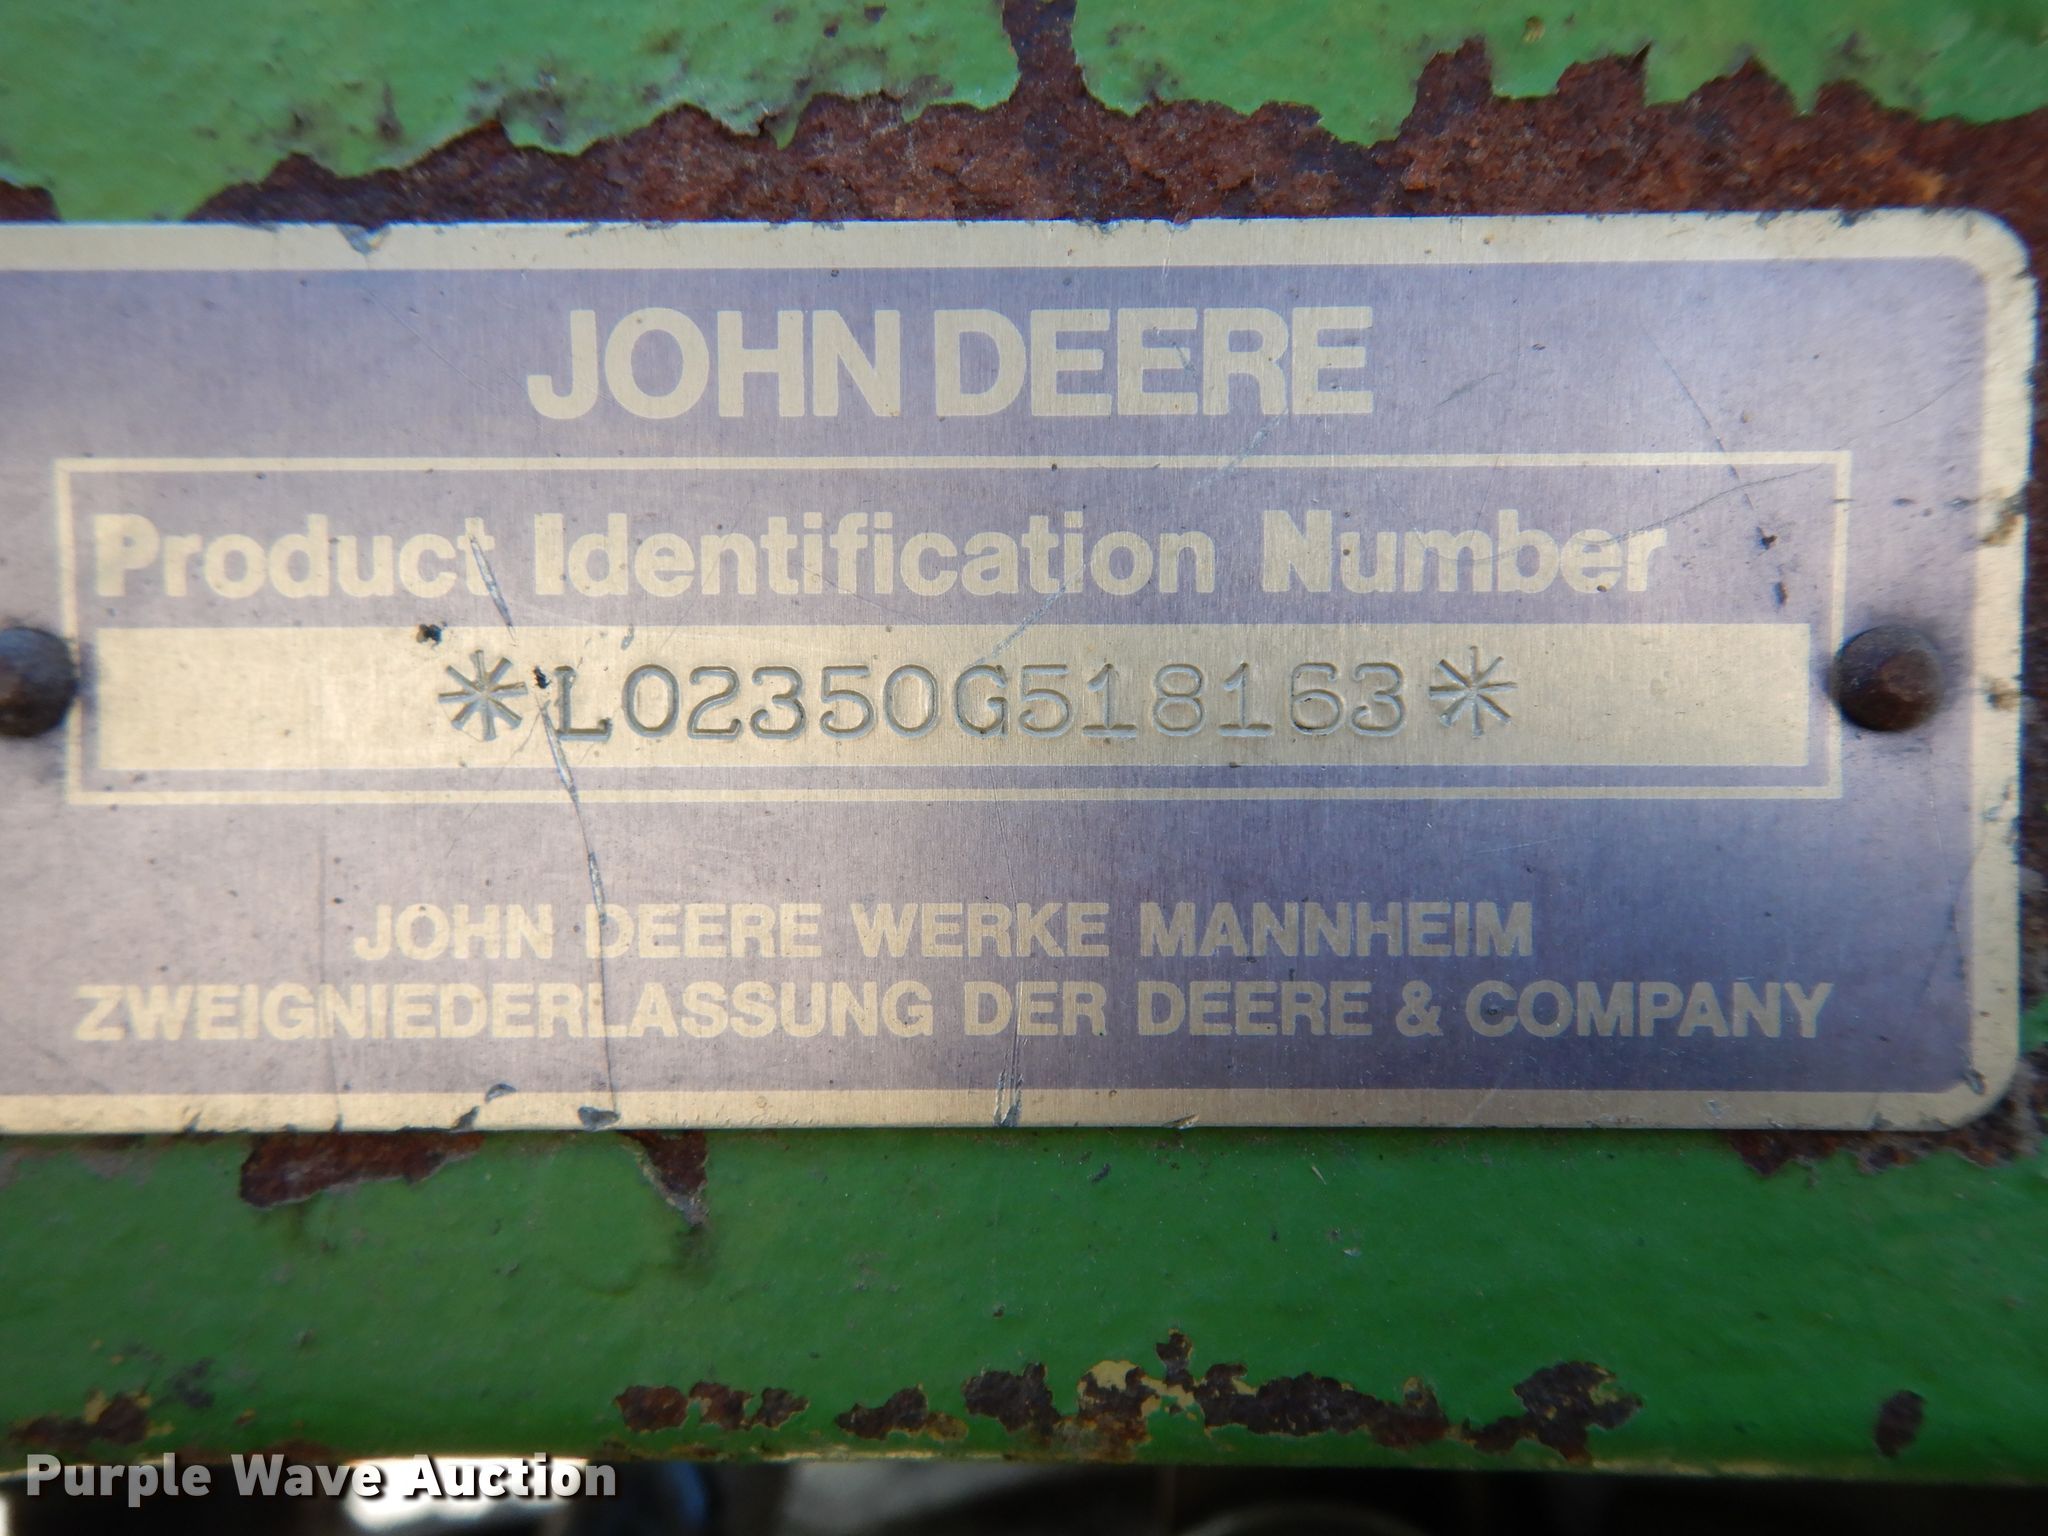 JOHN DEERE
Product Identification Number
*L02350G518163*
JOHN DEERE WERKE MANNHEIM
ZWEIGNIEDERLASSUNG DER DEERE & COMPANY
Purple Wave Auction